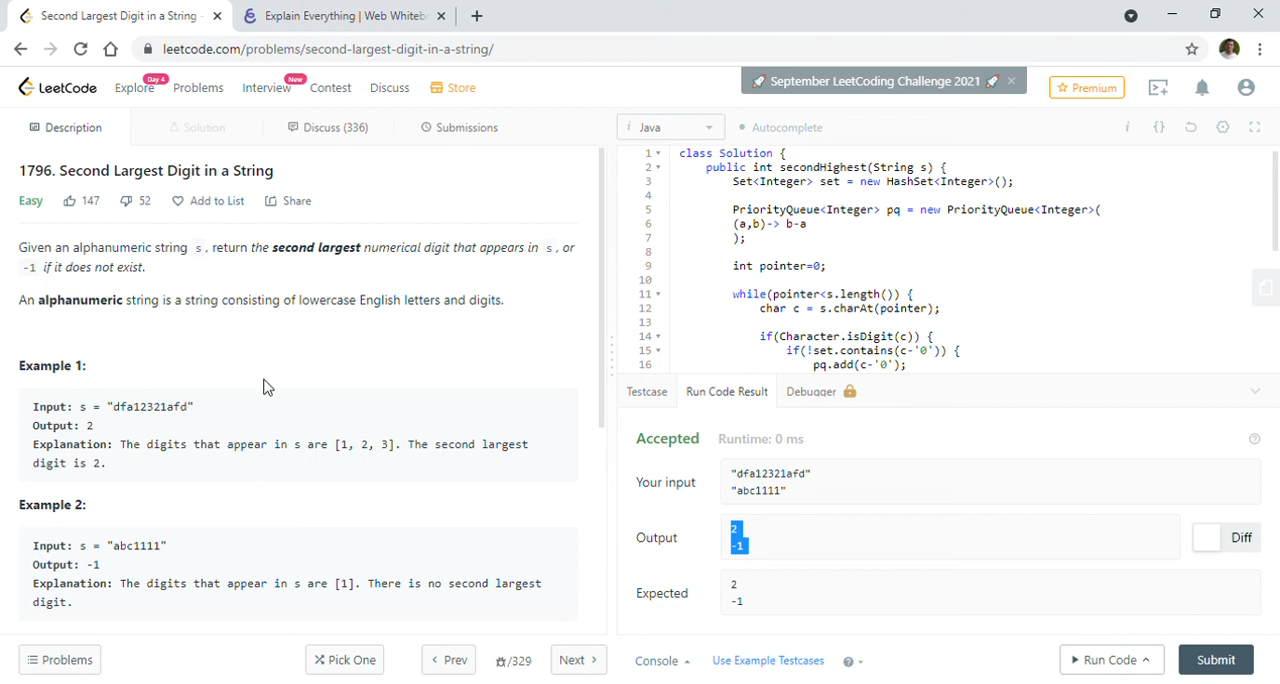 Second Largest Digit in a String
Explain Everything | Web Whiteb
leetcode.com/problems/second-largest-digit-in-a-string/
LeetCode
Explore
Day 4
Problems
Interview
New
Contest
Discuss
Store
September LeetCoding Challenge 2021
Premium
Description
Solution
Discuss (336)
Submissions
i Java
Autocomplete
1796. Second Largest Digit in a String
Easy
147
52
Add to List
Share
Given an alphanumeric string s, return the second largest numerical digit that appears in s, or
-1 if it does not exist.
An alphanumeric string is a string consisting of lowercase English letters and digits.
Example 1:
Input: s = "dfa12321afd"
Output: 2
Explanation: The digits that appear in s are [1, 2, 3]. The second largest
digit is 2.
Example 2:
Input: s = "abc1111"
Output: -1
Explanation: The digits that appear in s are [1]. There is no second largest
digit.
1 class Solution {
2 public int secondHighest(String s) {
3 Set<Integer> set = new HashSet<Integer>();
4
5 PriorityQueue<Integer> pq = new PriorityQueue<Integer>(
6 (a,b)-> b-a
7 );
8
9 int pointer=0;
10
11 while(pointer<s.length()) {
12 char c = s.charAt(pointer);
13
14 if(Character.isDigit(c)) {
15 if(!set.contains(c-'0')) {
16 pq.add(c-'0');
Testcase
Run Code Result
Debugger
Accepted
Runtime: 0 ms
Your input
"dfa12321afd"
"abc1111"
Output
2
-1
Diff
Expected
2
-1
Problems
Pick One
Prev
/329
Next
Console
Use Example Testcases
Run Code
Submit